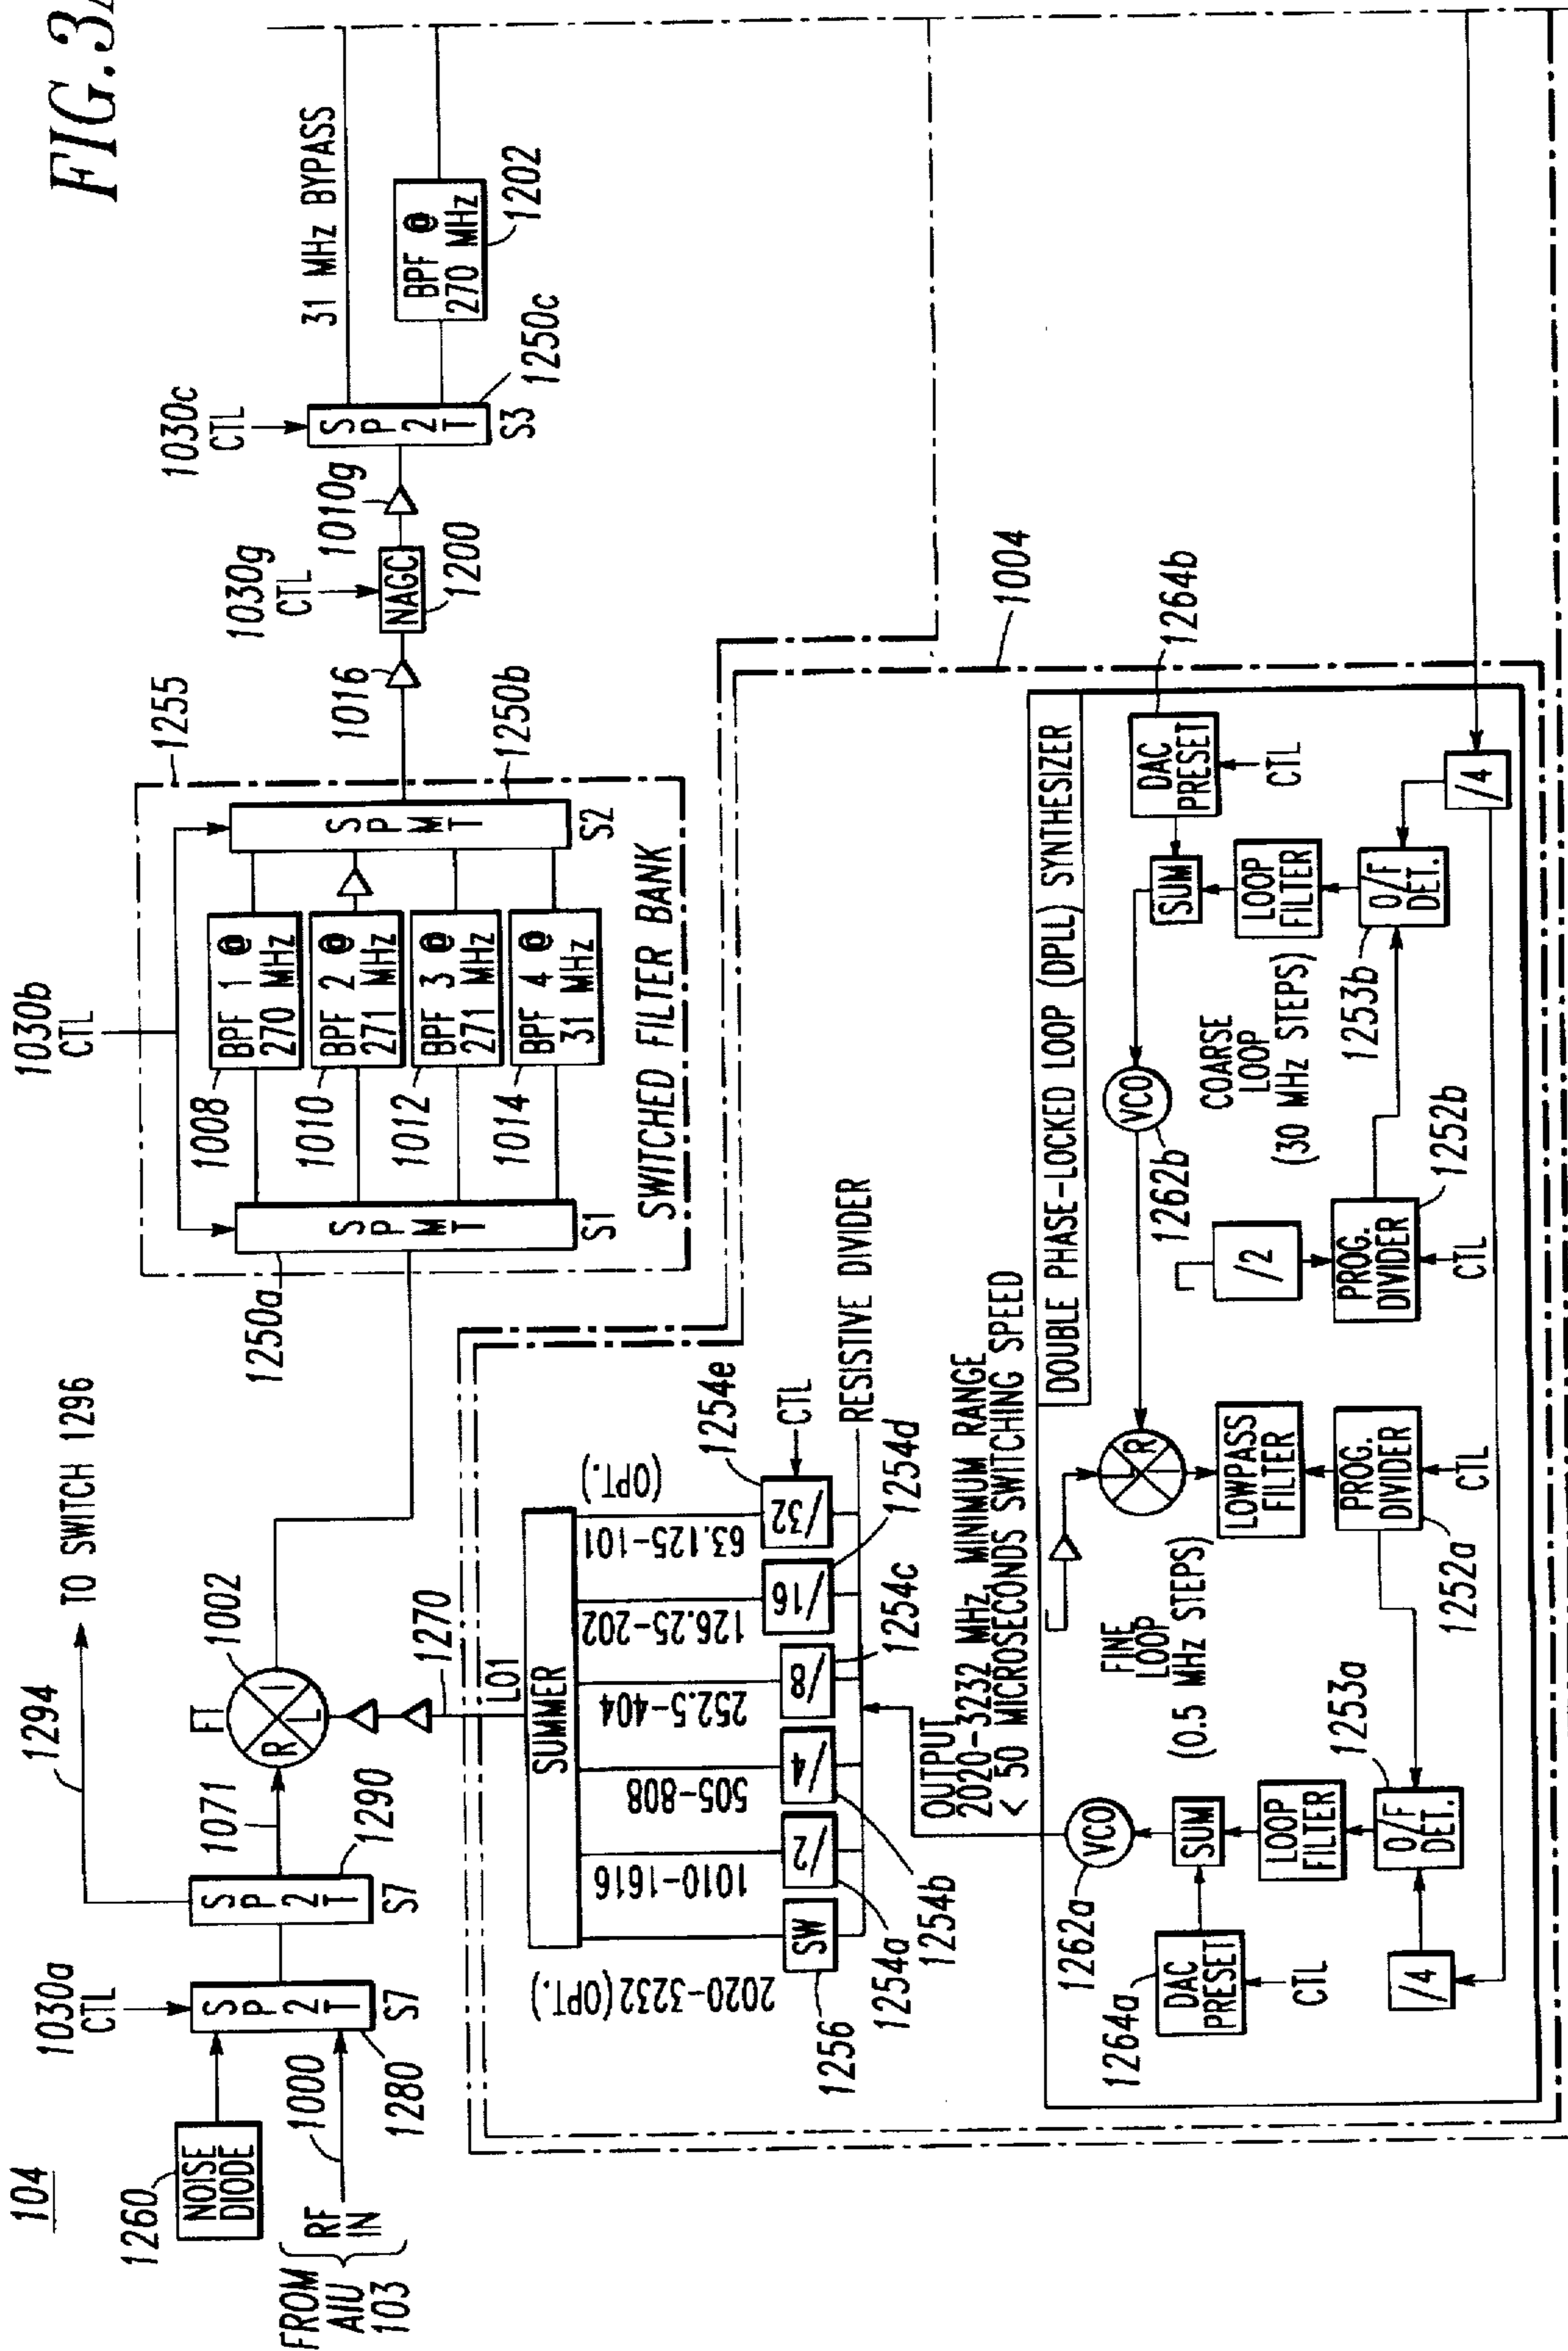 FIG.3A
104
1260
NOISE
DIODE
FROM
AIU
103
RF
IN
1000
1280
1030a
CTL
SP2T
S7
SP2T
S7
1290
1294
TO SWITCH 1296
1071
FT
1002
R
L
I
1270
LO1
1250a
1030b
CTL
1255
SPMT
S1
1008
BPF 1 @
270 MHz
1010
BPF 2 @
271 MHz
1012
BPF 3 @
271 MHz
1014
BPF 4 @
31 MHz
SPMT
S2
1250b
SWITCHED FILTER BANK
1016
1030g
CTL
NAGC
1200
1010g
1030c
CTL
SP2T
S3
1250c
31 MHz BYPASS
BPF @
270 MHz
1202
SUMMER
2020-3232 (OPT.)
1010-1616
505-808
252.5-404
126.25-202
63.125-101
(OPT.)
SW
/2
/4
/8
/16
/32
1256
1254a
1254b
1254c
1254d
1254e
CTL
RESISTIVE DIVIDER
1004
OUTPUT
2020-3232 MHz, MINIMUM RANGE
< 50 MICROSECONDS SWITCHING SPEED
DOUBLE PHASE-LOCKED LOOP (DPLL) SYNTHESIZER
1262a
VCO
1264a
DAC
PRESET
CTL
SUM
LOOP
FILTER
O/F
DET.
1253a
/4
FINE
LOOP
(0.5 MHz STEPS)
L
R
LOWPASS
FILTER
PROG.
DIVIDER
CTL
1252a
/2
PROG.
DIVIDER
CTL
1252b
VCO
1262b
COARSE
LOOP
(30 MHz STEPS)
DAC
PRESET
1264b
CTL
SUM
LOOP
FILTER
O/F
DET.
1253b
/4